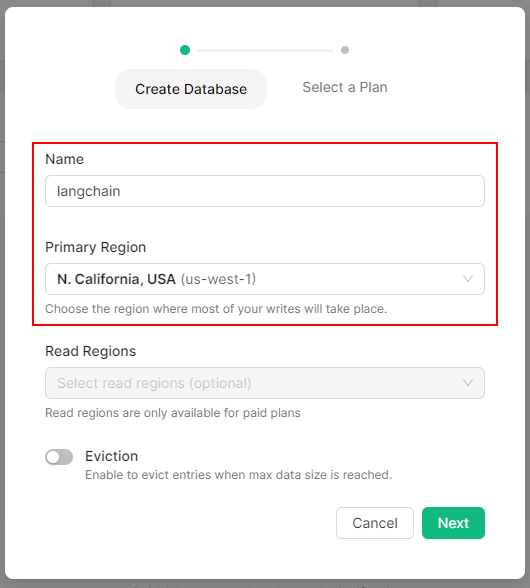 Create Database
Select a Plan
Name
langchain
Primary Region
N. California, USA (us-west-1)
Choose the region where most of your writes will take place.
Read Regions
Select read regions (optional)
Read regions are only available for paid plans
Eviction
Enable to evict entries when max data size is reached.
Cancel
Next